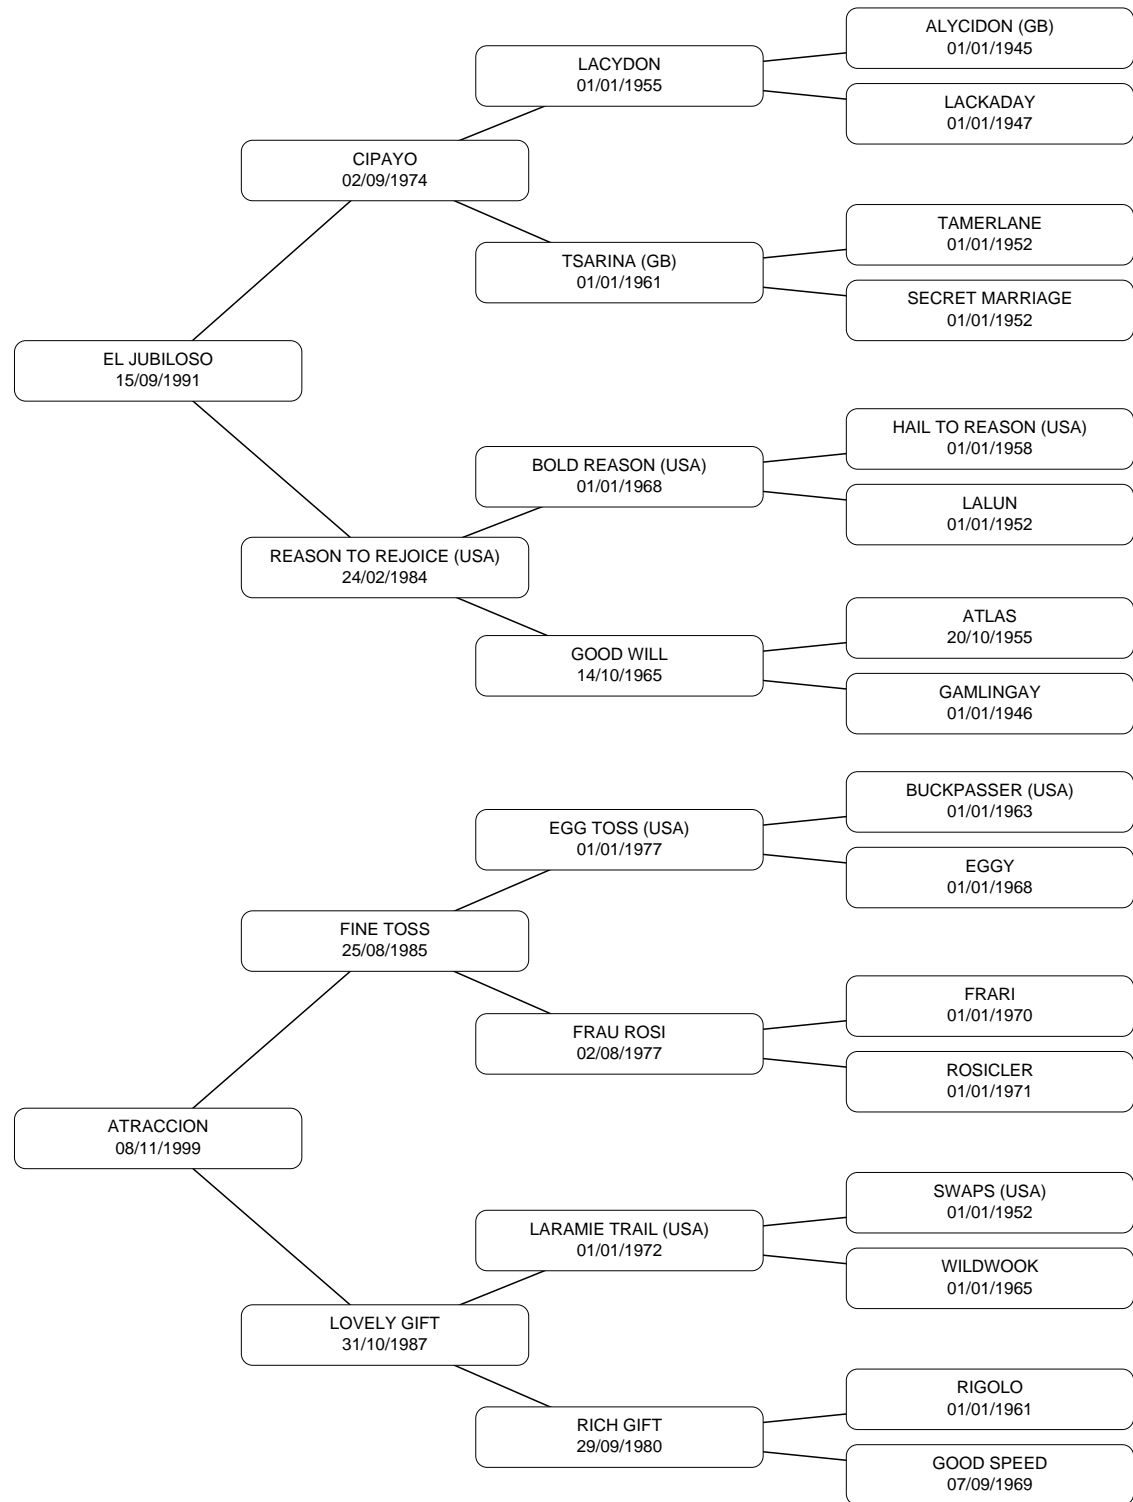 ALYCIDON (GB)
01/01/1945
LACYDON
01/01/1955
LACKADAY
01/01/1947
CIPAYO
02/09/1974
TAMERLANE
01/01/1952
TSARINA (GB)
01/01/1961
SECRET MARRIAGE
01/01/1952
EL JUBILOSO
15/09/1991
HAIL TO REASON (USA)
01/01/1958
BOLD REASON (USA)
01/01/1968
LALUN
01/01/1952
REASON TO REJOICE (USA)
24/02/1984
ATLAS
20/10/1955
GOOD WILL
14/10/1965
GAMLINGAY
01/01/1946
BUCKPASSER (USA)
01/01/1963
EGG TOSS (USA)
01/01/1977
EGGY
01/01/1968
FINE TOSS
25/08/1985
FRARI
01/01/1970
FRAU ROSI
02/08/1977
ROSICLER
01/01/1971
ATRACCION
08/11/1999
SWAPS (USA)
01/01/1952
LARAMIE TRAIL (USA)
01/01/1972
WILDWOOK
01/01/1965
LOVELY GIFT
31/10/1987
RIGOLO
01/01/1961
RICH GIFT
29/09/1980
GOOD SPEED
07/09/1969